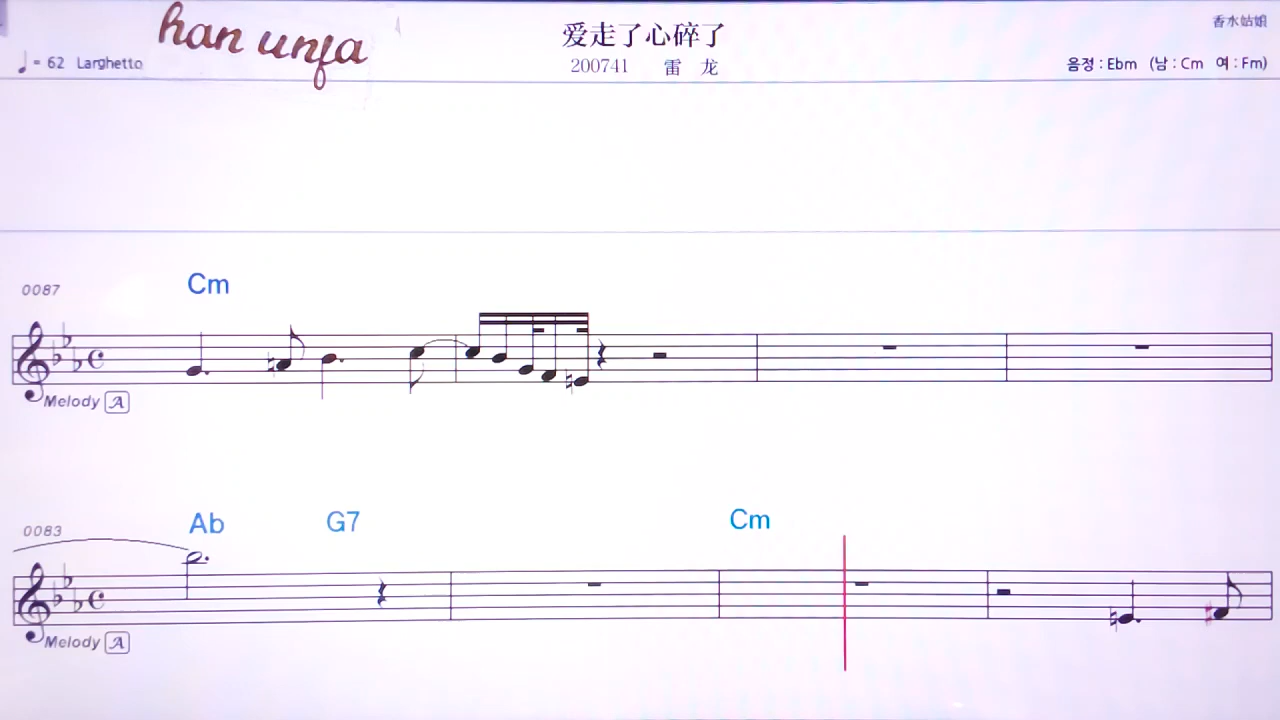 han unfa
爱走了心碎了
香水姑娘
= 62 Larghetto
200741 雷 龙
음정 : Ebm (남 : Cm 여 : Fm)
Cm
0087
Melody A
Ab G7 Cm
0083
Melody A